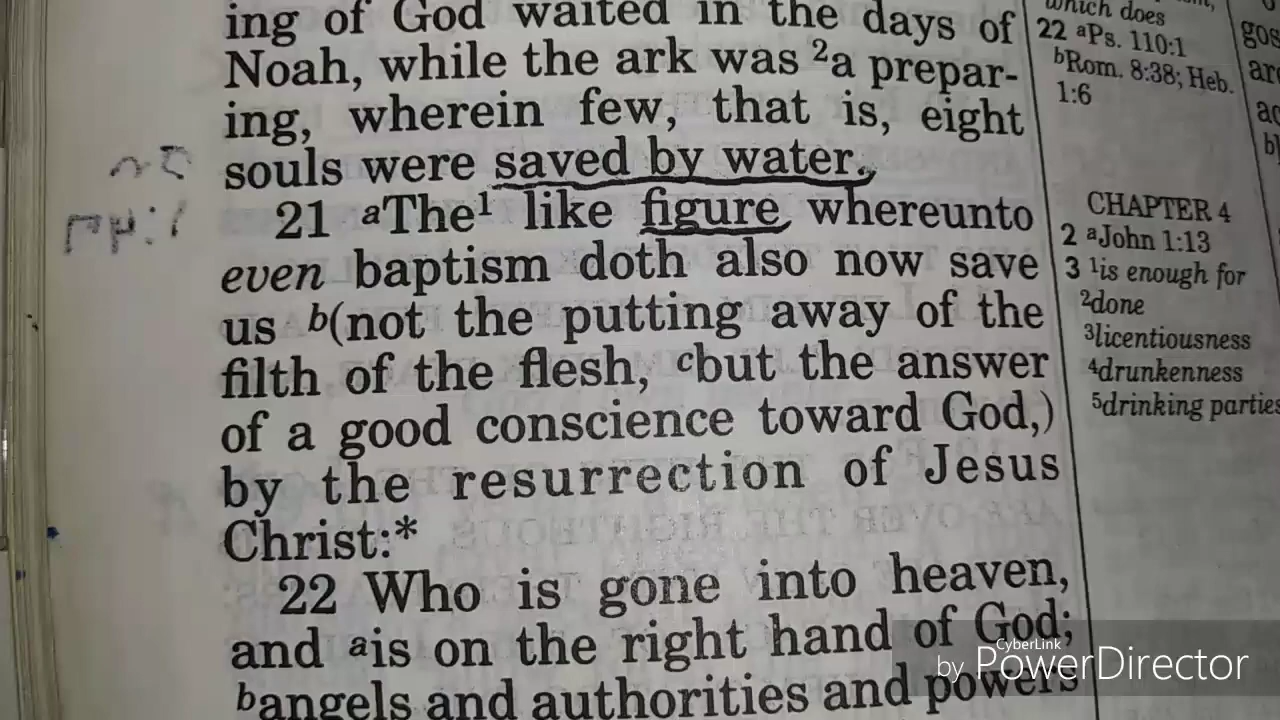 ing of God waited in the days of
Noah, while the ark was ²a prepar-
ing, wherein few, that is, eight
souls were saved by water.
21 ᵃThe¹ like figure whereunto
even baptism doth also now save
us ᵇ(not the putting away of the
filth of the flesh, ᶜbut the answer
of a good conscience toward God,)
by the resurrection of Jesus
Christ:*
22 Who is gone into heaven,
and ᵃis on the right hand of God;
ᵇangels and authorities and powers
which does
22 ᵃPs. 110:1
ᵇRom. 8:38; Heb.
1:6
CHAPTER 4
2 ᵃJohn 1:13
3 ¹is enough for
²done
³licentiousness
⁴drunkenness
⁵drinking parties
CyberLink
by PowerDirector